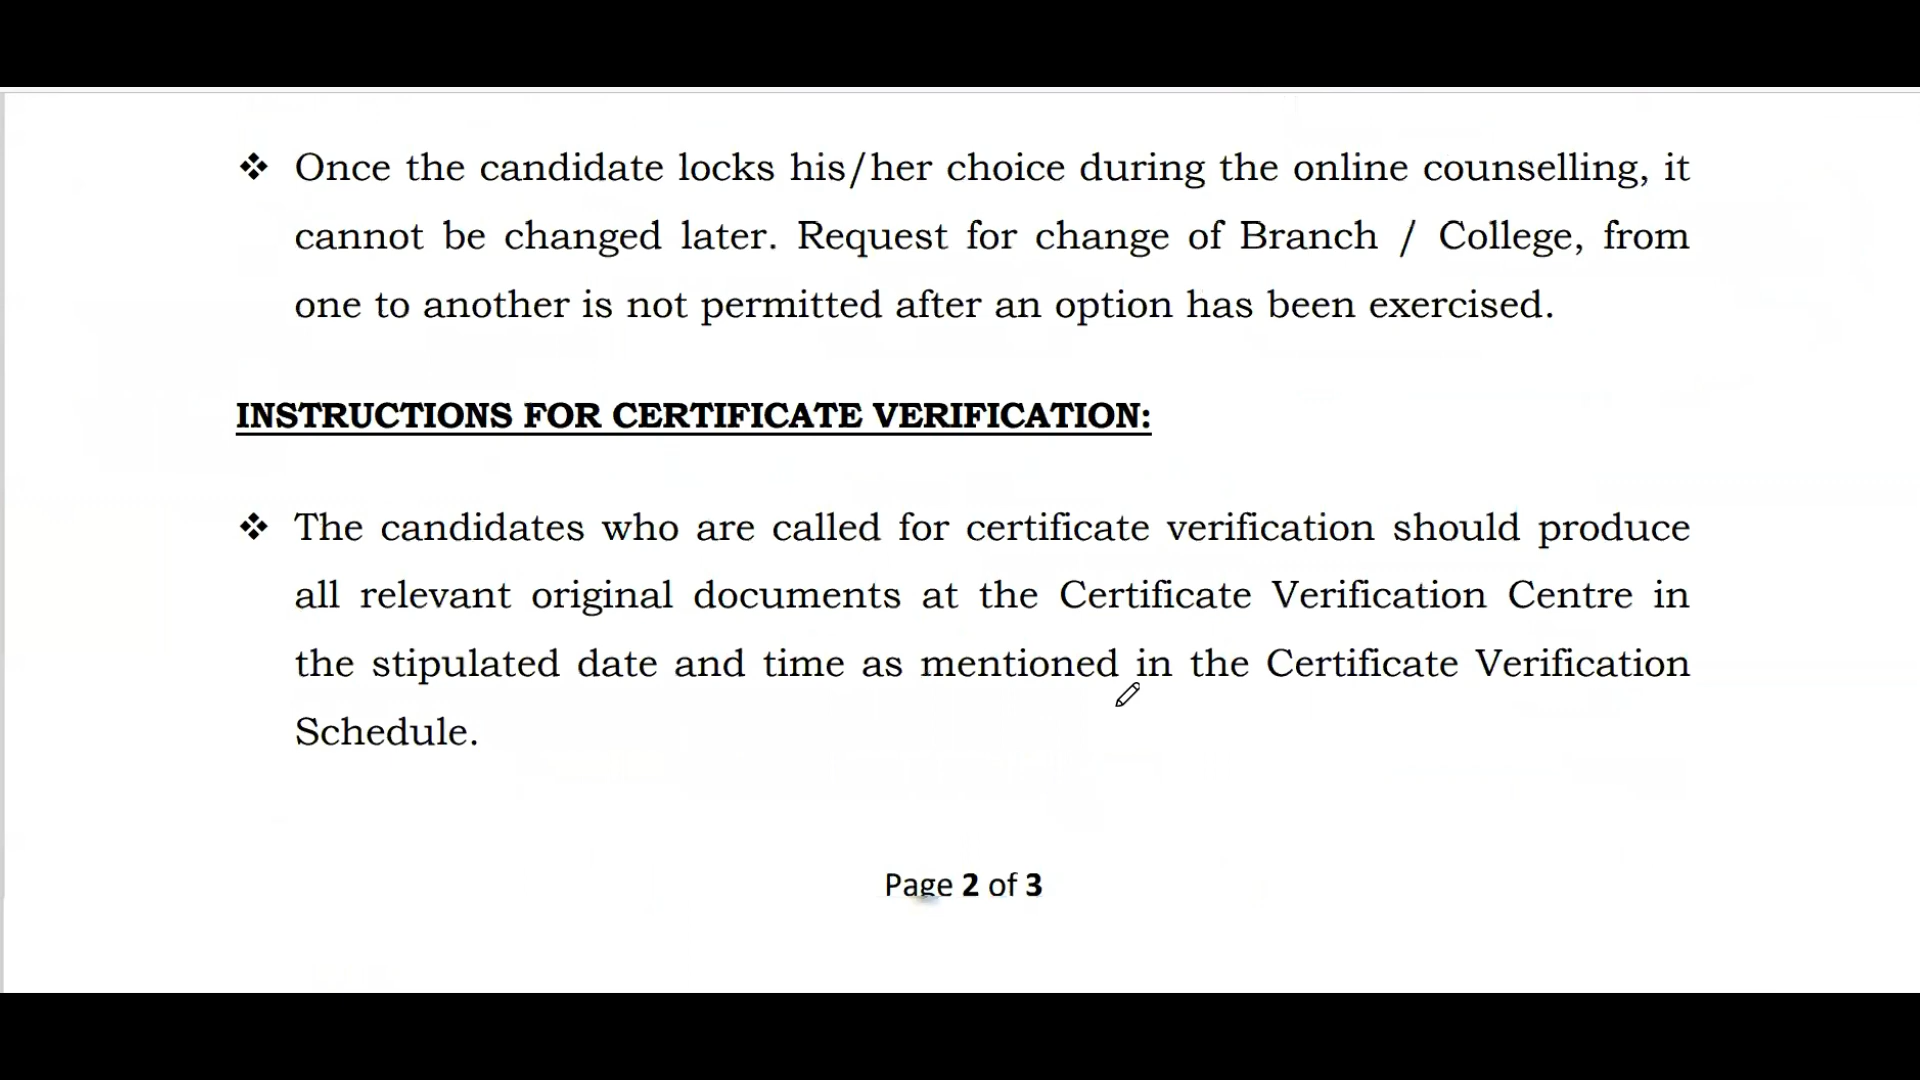 ❖ Once the candidate locks his/her choice during the online counselling, it
cannot be changed later. Request for change of Branch / College, from
one to another is not permitted after an option has been exercised.
INSTRUCTIONS FOR CERTIFICATE VERIFICATION:
❖ The candidates who are called for certificate verification should produce
all relevant original documents at the Certificate Verification Centre in
the stipulated date and time as mentioned in the Certificate Verification
Schedule.
Page 2 of 3